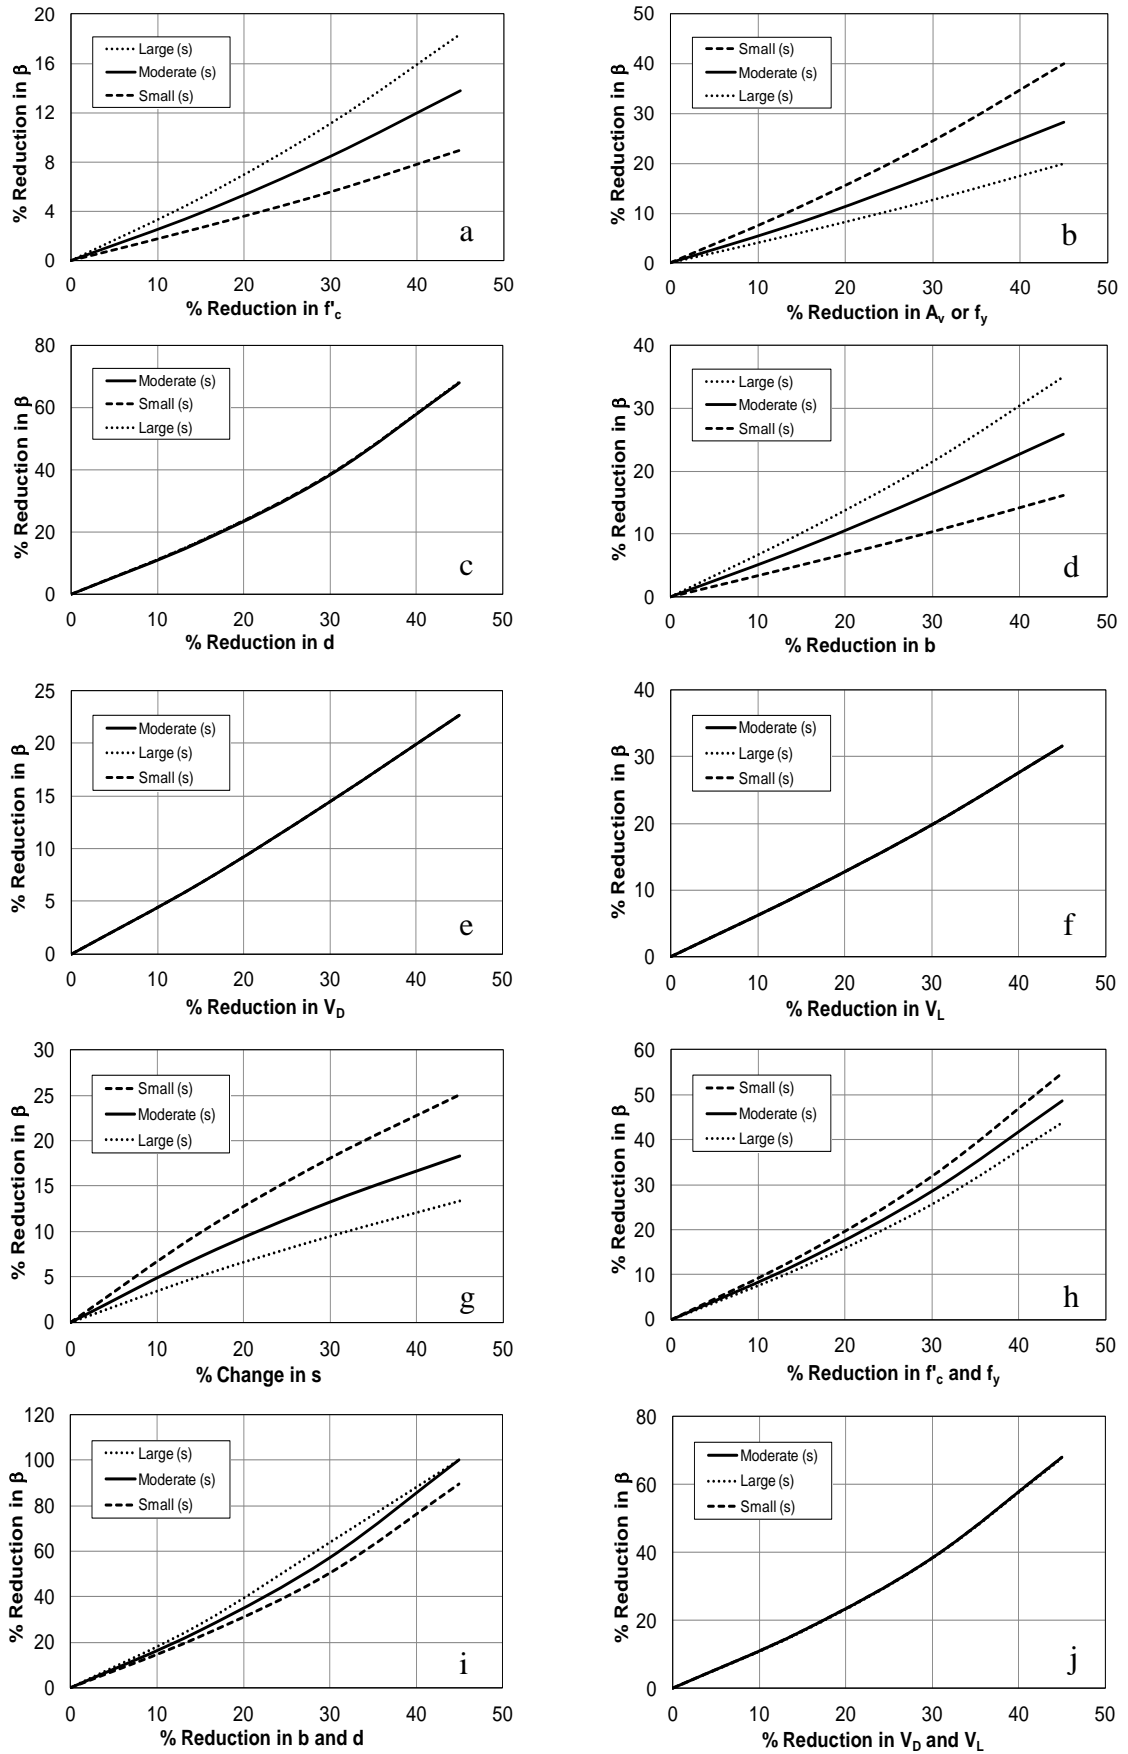 % Reduction in β
20
16
12
8
4
0
Large (s)
Moderate (s)
Small (s)
a
0 10 20 30 40 50
% Reduction in f'c
% Reduction in β
50
40
30
20
10
0
Small (s)
Moderate (s)
Large (s)
b
0 10 20 30 40 50
% Reduction in Av or fy
% Reduction in β
80
60
40
20
0
Moderate (s)
Small (s)
Large (s)
c
0 10 20 30 40 50
% Reduction in d
% Reduction in β
40
30
20
10
0
Large (s)
Moderate (s)
Small (s)
d
0 10 20 30 40 50
% Reduction in b
% Reduction in β
25
20
15
10
5
0
Moderate (s)
Large (s)
Small (s)
e
0 10 20 30 40 50
% Reduction in VD
% Reduction in β
40
30
20
10
0
Moderate (s)
Large (s)
Small (s)
f
0 10 20 30 40 50
% Reduction in VL
% Reduction in β
30
25
20
15
10
5
0
Small (s)
Moderate (s)
Large (s)
g
0 10 20 30 40 50
% Change in s
% Reduction in β
60
50
40
30
20
10
0
Small (s)
Moderate (s)
Large (s)
h
0 10 20 30 40 50
% Reduction in f'c and fy
% Reduction in β
120
100
80
60
40
20
0
Large (s)
Moderate (s)
Small (s)
i
0 10 20 30 40 50
% Reduction in b and d
% Reduction in β
80
60
40
20
0
Moderate (s)
Large (s)
Small (s)
j
0 10 20 30 40 50
% Reduction in VD and VL